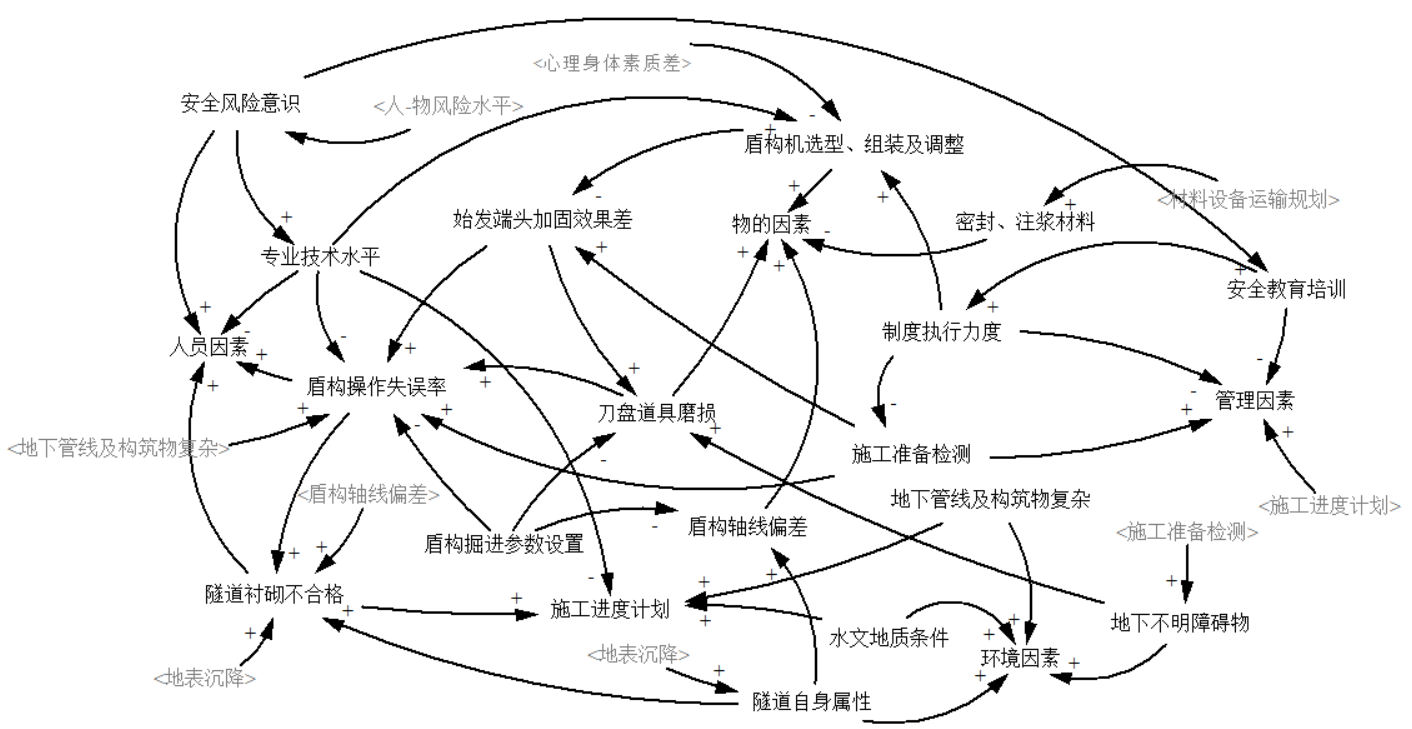 <心理身体素质差>
安全风险意识
<人-物风险水平>
盾构机选型、组装及调整
<材料设备运输规划>
始发端头加固效果差
物的因素
密封、注浆材料
专业技术水平
安全教育培训
制度执行力度
人员因素
盾构操作失误率
管理因素
刀盘道具磨损
<地下管线及构筑物复杂>
施工准备检测
<盾构轴线偏差>
地下管线及构筑物复杂
<施工进度计划>
盾构轴线偏差
<施工准备检测>
盾构掘进参数设置
隧道衬砌不合格
施工进度计划
地下不明障碍物
水文地质条件
<地表沉降>
环境因素
<地表沉降>
隧道自身属性